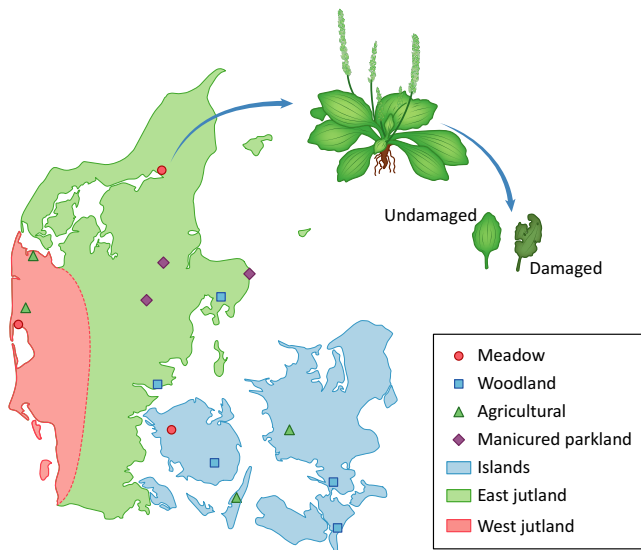 Undamaged
Damaged
Meadow
Woodland
Agricultural
Manicured parkland
Islands
East jutland
West jutland